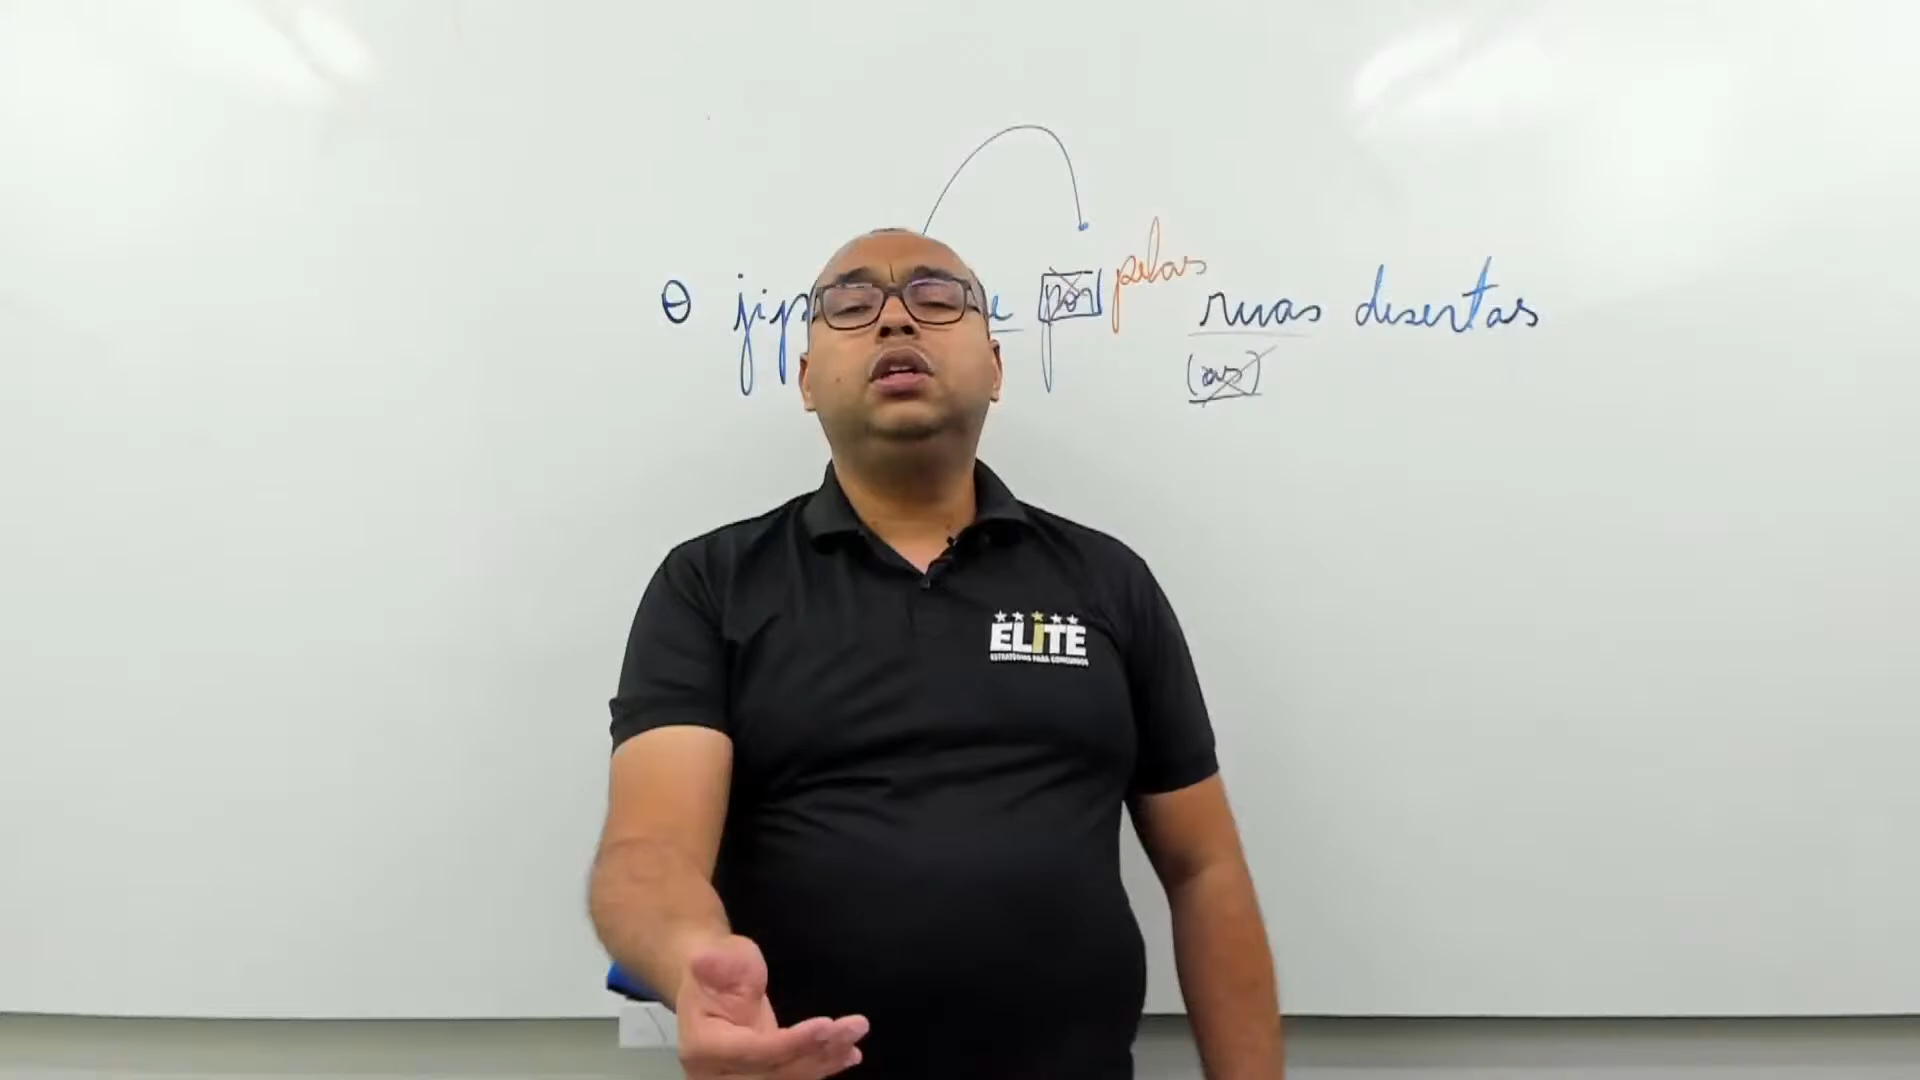 O jip e por pelas ruas desertas
(as)
ELITE
ESTRATÉGIAS PARA CONCURSOS